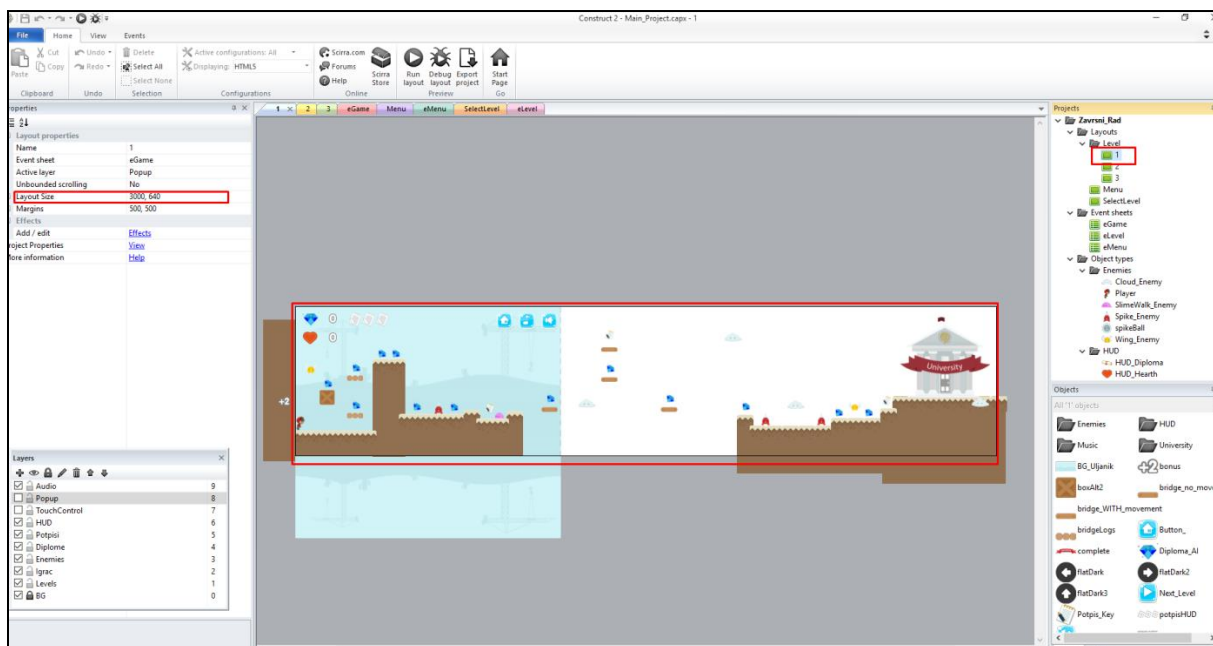 Construct 2 - Main_Project.capx - 1
File Home View Events
Paste
Cut
Copy
Clipboard
Undo
Redo
Undo
Delete
Select All
Select None
Selection
Active configurations: All
Displaying: HTML5
Configurations
Scirra.com
Forums
Help
Scirra Store
Online
Run layout
Debug layout
Export project
Preview
Start Page
Go
1 2 3 eGame Menu eMenu SelectLevel eLevel
Layout properties
Name 1
Event sheet eGame
Active layer Popup
Unbounded scrolling No
Layout Size 3000, 640
Margins 500, 500
Effects
Add / edit Effects
View
Help
0
0
+2
University
Layers
Audio 9
Popup 8
TouchControl 7
HUD 6
Potpisi 5
Diplome 4
Enemies 3
Igrac 2
Levels 1
BG 0
Projects
Zavrsni_Rad
Layouts
Level
1
2
3
Menu
SelectLevel
Event sheets
eGame
eLevel
eMenu
Object types
Enemies
Cloud_Enemy
Player
SlimeWalk_Enemy
Spike_Enemy
spikeBall
Wing_Enemy
HUD
HUD_Diploma
HUD_Hearth
Objects
All '1' objects
Enemies HUD
Music University
BG_Uljanik bonus
boxAlt2 bridge_no_mov
bridge_WITH_movement
bridgeLogs Button_
complete Diploma_Al
flatDark flatDark2
flatDark3 Next_Level
Potpis_Key potpisHUD